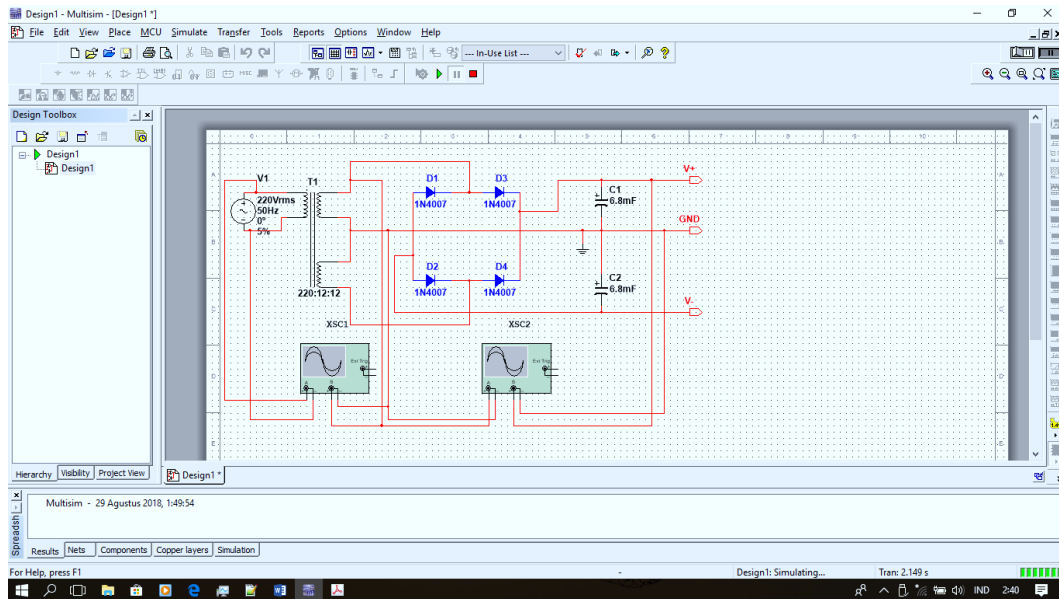 Design1 - Multisim - [Design1 *]
File Edit View Place MCU Simulate Transfer Tools Reports Options Window Help
--- In-Use List ---
Design Toolbox
Design1
Design1
V1
220Vrms
50Hz
0°
5%
T1
220:12:12
D1
1N4007
D3
1N4007
D2
1N4007
D4
1N4007
C1
6.8mF
C2
6.8mF
V+
GND
V-
XSC1
Ext Trig
A B
XSC2
Ext Trig
A B
Hierarchy Visibility Project View
Design1 *
Multisim - 29 Agustus 2018, 1:49:54
Results Nets Components Copper layers Simulation
For Help, press F1
-
Design1: Simulating...
Tran: 2.149 s
IND 2:40